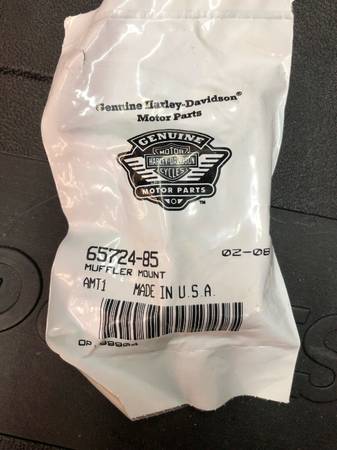 Genuine Harley-Davidson®
Motor Parts
GENUINE
MOTOR
HARLEY-DAVIDSON
CYCLES
MOTOR PARTS
TM
65724-85 02-08
MUFFLER MOUNT
AMT1 MADE IN U.S.A.